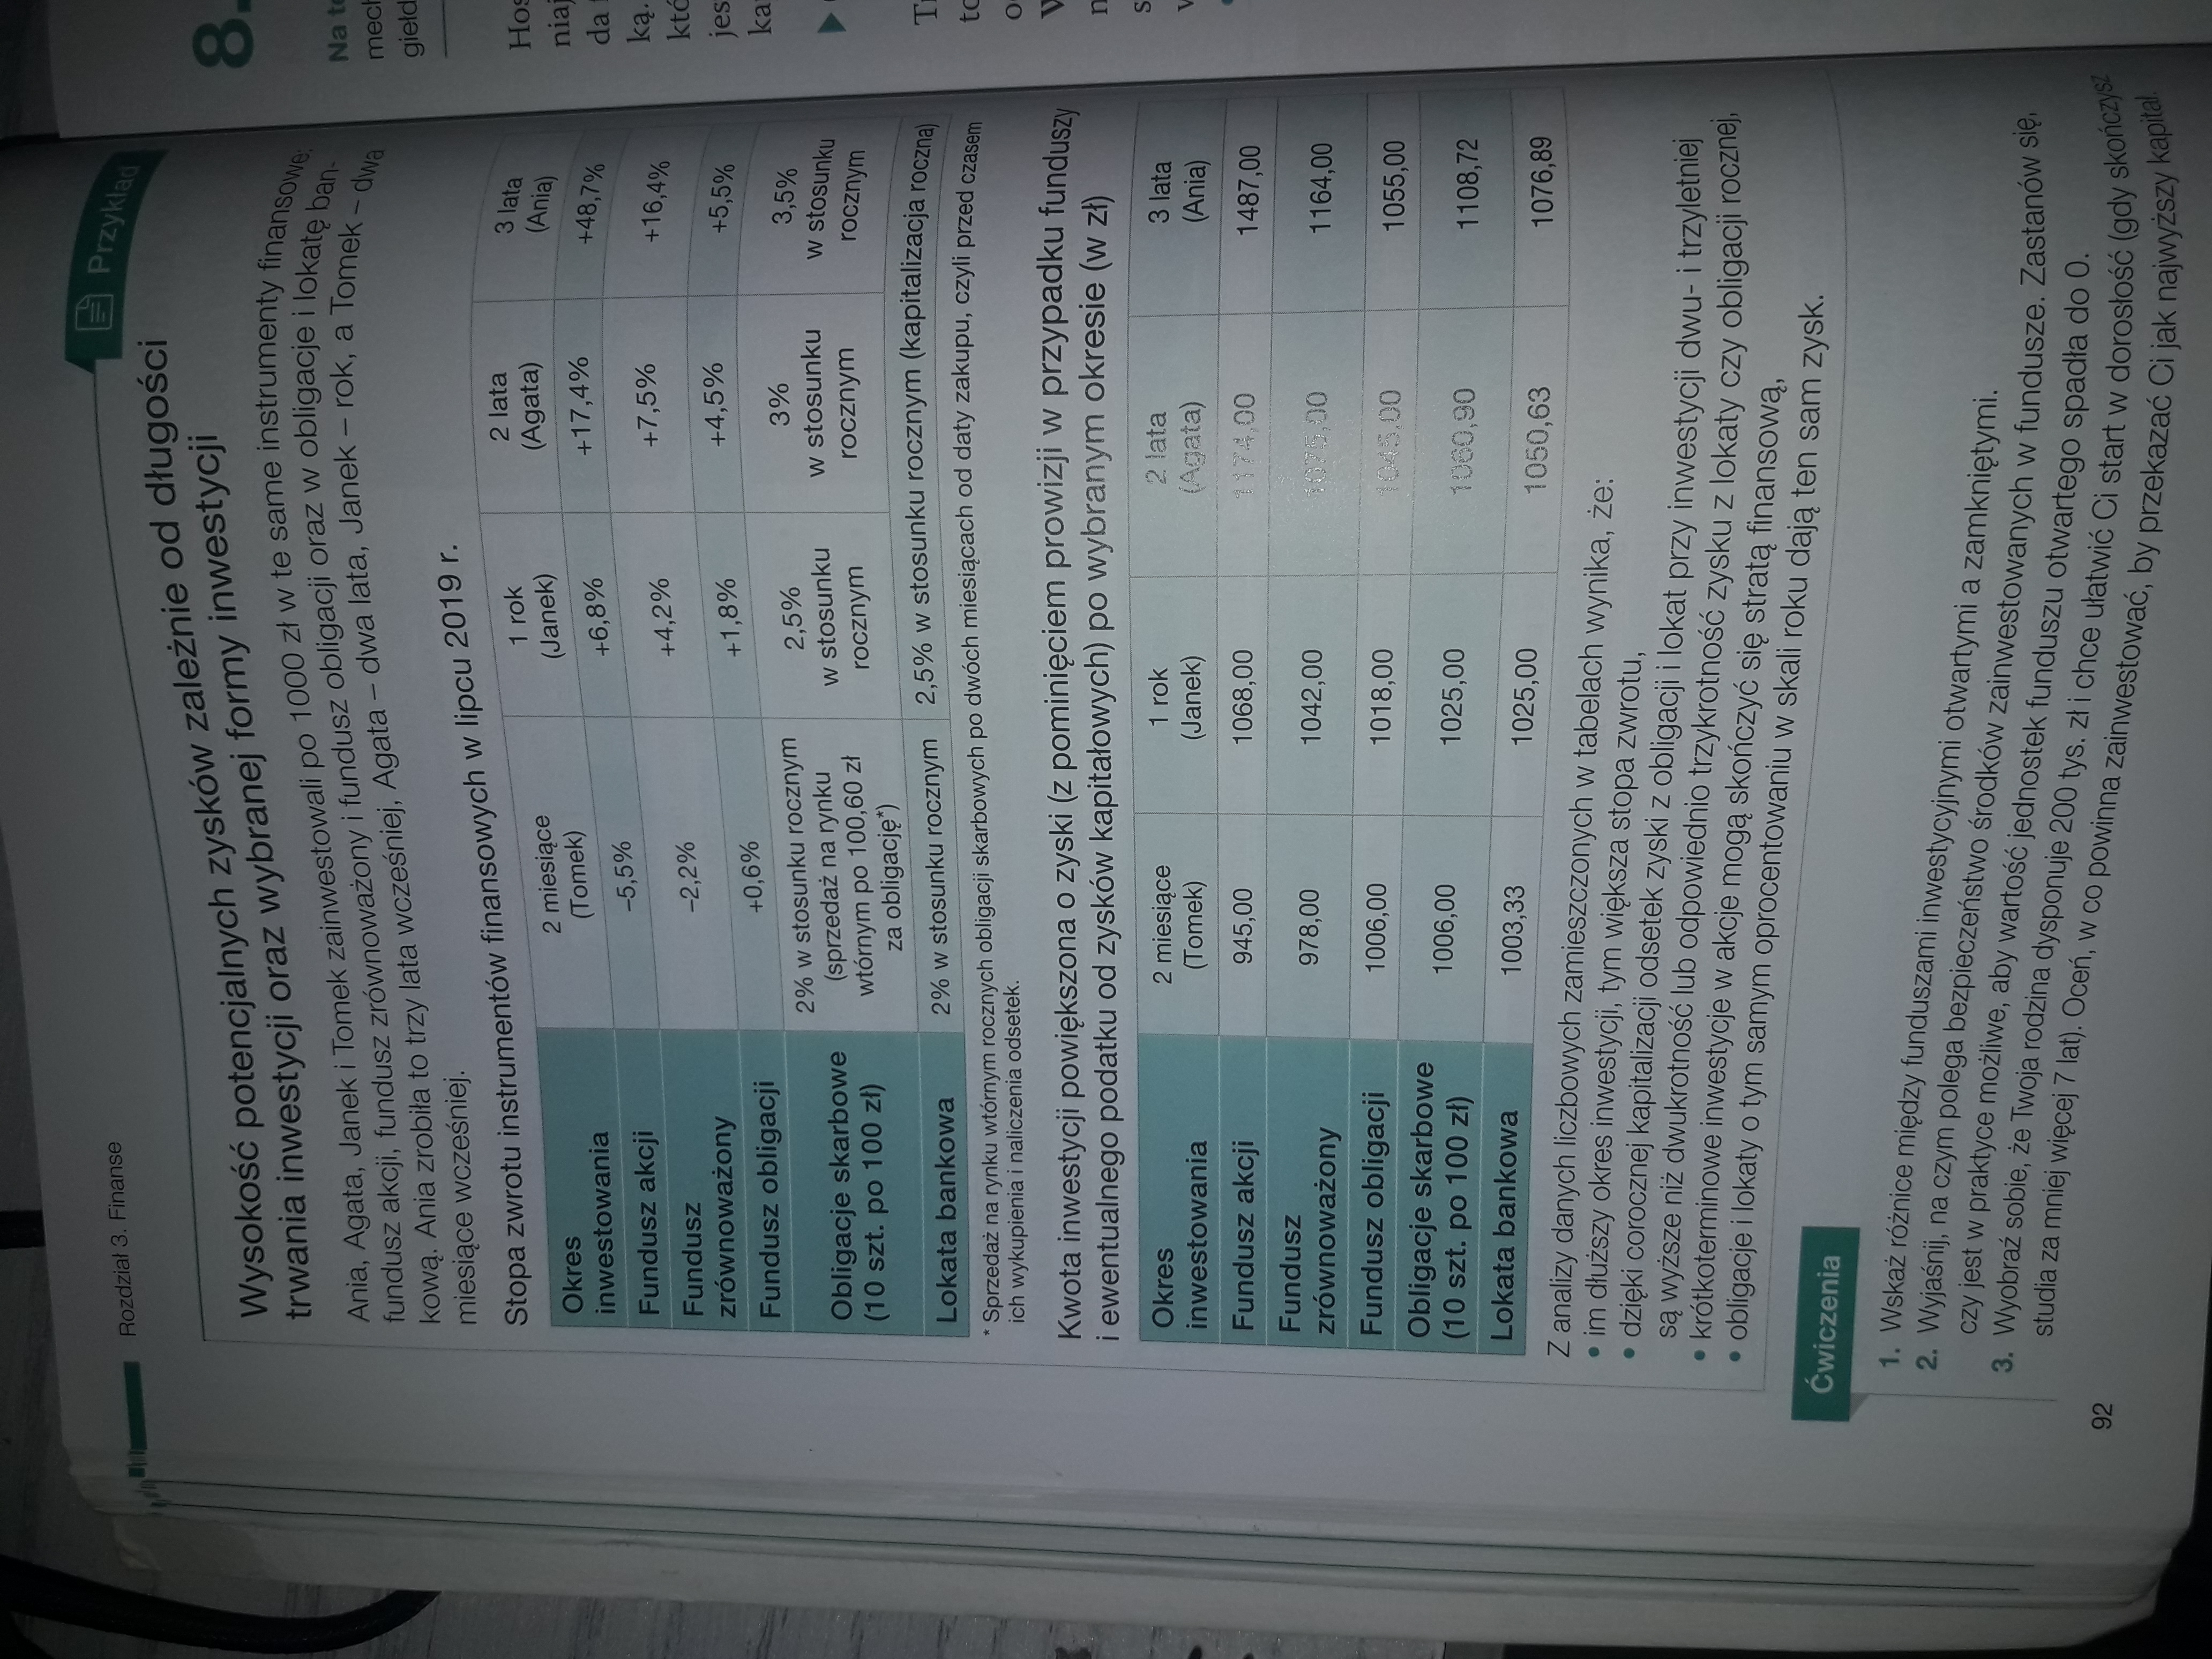 Rozdział 3. Finanse
Przykład
Wysokość potencjalnych zysków zależnie od długości
trwania inwestycji oraz wybranej formy inwestycji
Ania, Agata, Janek i Tomek zainwestowali po 1000 zł w te same instrumenty finansowe:
fundusz akcji, fundusz zrównoważony i fundusz obligacji oraz w obligacje i lokatę ban-
kową. Ania zrobiła to trzy lata wcześniej, Agata – dwa lata, Janek – rok, a Tomek – dwa
miesiące wcześniej.
Stopa zwrotu instrumentów finansowych w lipcu 2019 r.
Okres inwestowania 2 miesiące (Tomek) 1 rok (Janek) 2 lata (Agata) 3 lata (Ania)
Fundusz akcji –5,5% +6,8% +17,4% +48,7%
Fundusz zrównoważony –2,2% +4,2% +7,5% +16,4%
Fundusz obligacji +0,6% +1,8% +4,5% +5,5%
Obligacje skarbowe (10 szt. po 100 zł) 2% w stosunku rocznym (sprzedaż na rynku wtórnym po 100,60 zł za obligację*) 2,5% w stosunku rocznym 3% w stosunku rocznym 3,5% w stosunku rocznym
Lokata bankowa 2% w stosunku rocznym 2,5% w stosunku rocznym (kapitalizacja roczna)
* Sprzedaż na rynku wtórnym rocznych obligacji skarbowych po dwóch miesiącach od daty zakupu, czyli przed czasem
ich wykupienia i naliczenia odsetek.
Kwota inwestycji powiększona o zyski (z pominięciem prowizji w przypadku funduszy
i ewentualnego podatku od zysków kapitałowych) po wybranym okresie (w zł)
Okres inwestowania 2 miesiące (Tomek) 1 rok (Janek) 2 lata (Agata) 3 lata (Ania)
Fundusz akcji 945,00 1068,00 1174,00 1487,00
Fundusz zrównoważony 978,00 1042,00 1075,00 1164,00
Fundusz obligacji 1006,00 1018,00 1045,00 1055,00
Obligacje skarbowe (10 szt. po 100 zł) 1006,00 1025,00 1060,90 1108,72
Lokata bankowa 1003,33 1025,00 1050,63 1076,89
Z analizy danych liczbowych zamieszczonych w tabelach wynika, że:
• im dłuższy okres inwestycji, tym większa stopa zwrotu,
• dzięki corocznej kapitalizacji odsetek zyski z obligacji i lokat przy inwestycji dwu- i trzyletniej
są wyższe niż dwukrotność lub odpowiednio trzykrotność zysku z lokaty czy obligacji rocznej,
• krótkoterminowe inwestycje w akcje mogą skończyć się stratą finansową,
• obligacje i lokaty o tym samym oprocentowaniu w skali roku dają ten sam zysk.
Ćwiczenia
1. Wskaż różnice między funduszami inwestycyjnymi otwartymi a zamkniętymi.
2. Wyjaśnij, na czym polega bezpieczeństwo środków zainwestowanych w fundusze. Zastanów się,
czy jest w praktyce możliwe, aby wartość jednostek funduszu otwartego spadła do 0.
3. Wyobraź sobie, że Twoja rodzina dysponuje 200 tys. zł i chce ułatwić Ci start w dorosłość (gdy skończysz
studia za mniej więcej 7 lat). Oceń, w co powinna zainwestować, by przekazać Ci jak najwyższy kapitał.
92
8.
Na